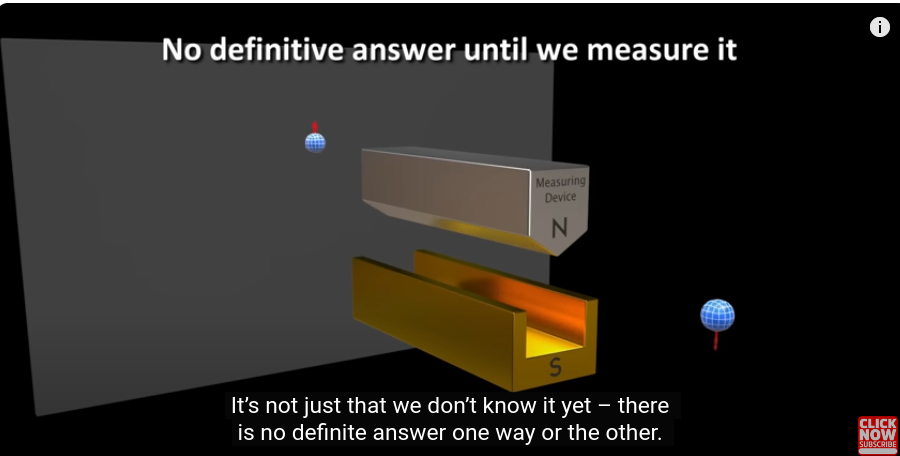 No definitive answer until we measure it
i
Measuring
Device
N
S
It's not just that we don't know it yet – there
is no definite answer one way or the other.
CLICK
NOW
SUBSCRIBE